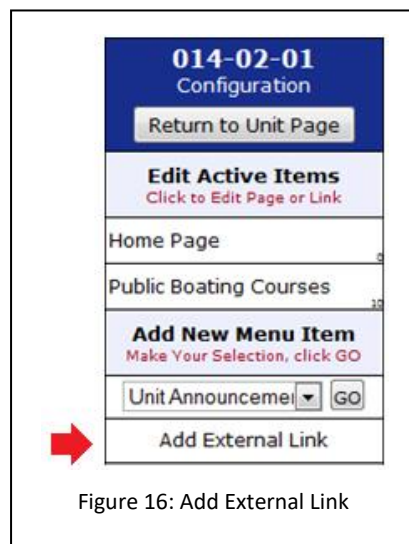 014-02-01
Configuration
Return to Unit Page
Edit Active Items
Click to Edit Page or Link
Home Page
0
Public Boating Courses
10
Add New Menu Item
Make Your Selection, click GO
Unit Announcemei GO
Add External Link
Figure 16: Add External Link